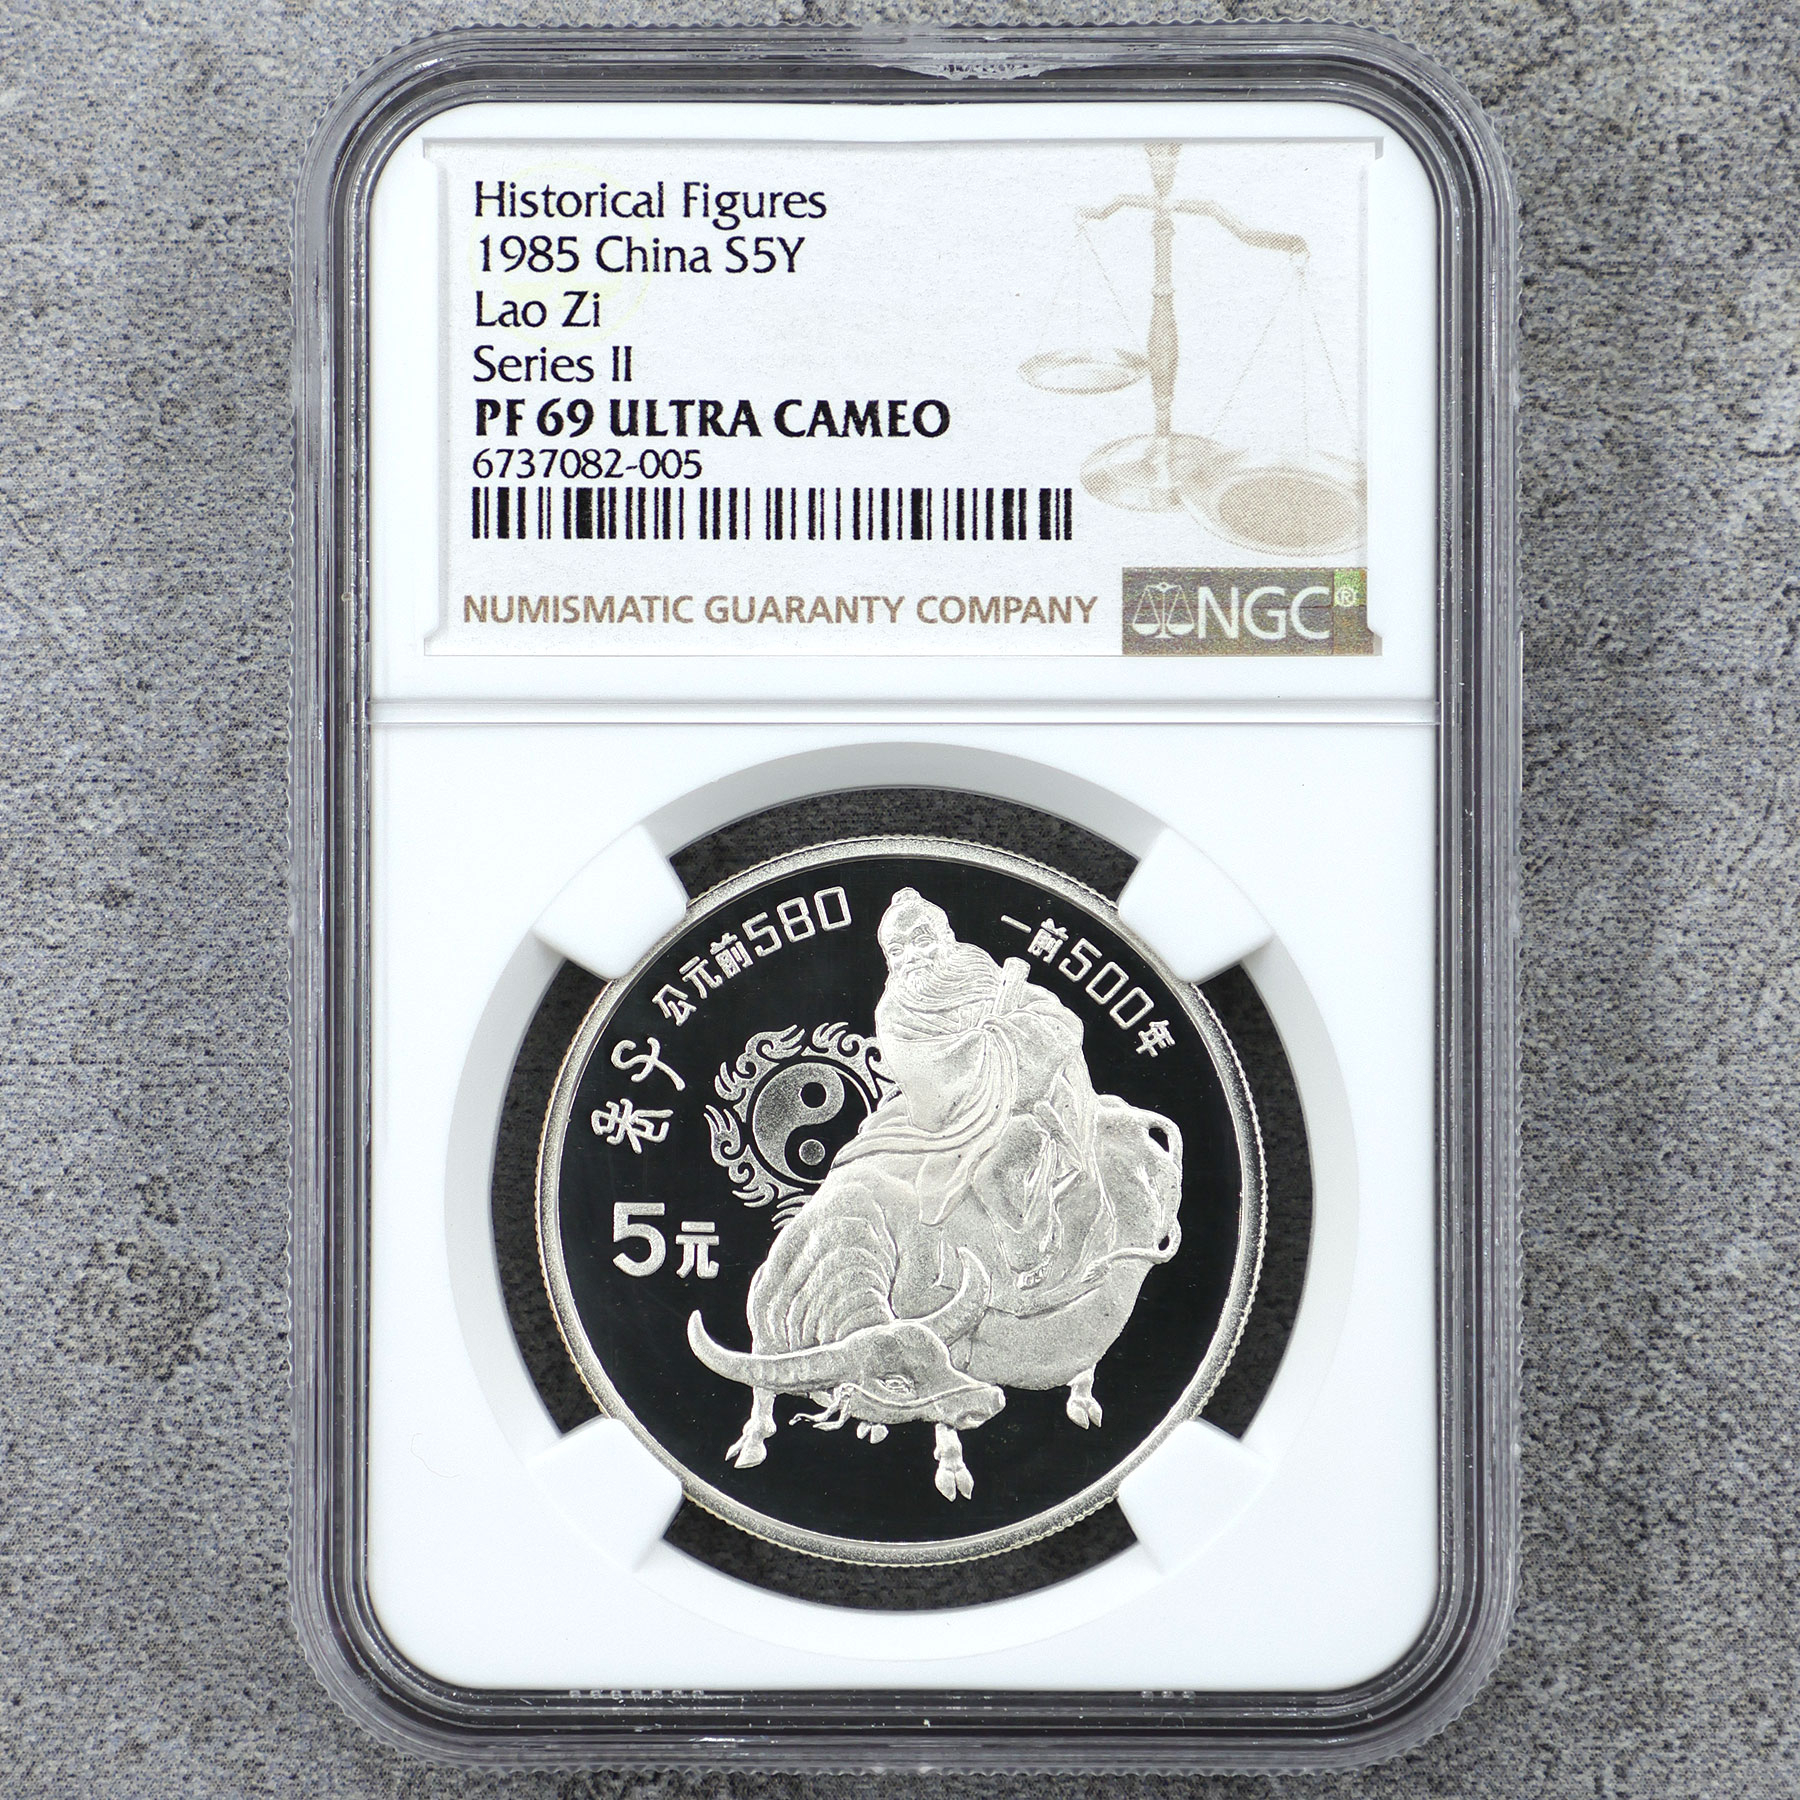 Historical Figures
1985 China S5Y
Lao Zi
Series II
PF 69 ULTRA CAMEO
6737082-005
NUMISMATIC GUARANTY COMPANY
NGC®
公元前580
一前500年
老子
5元